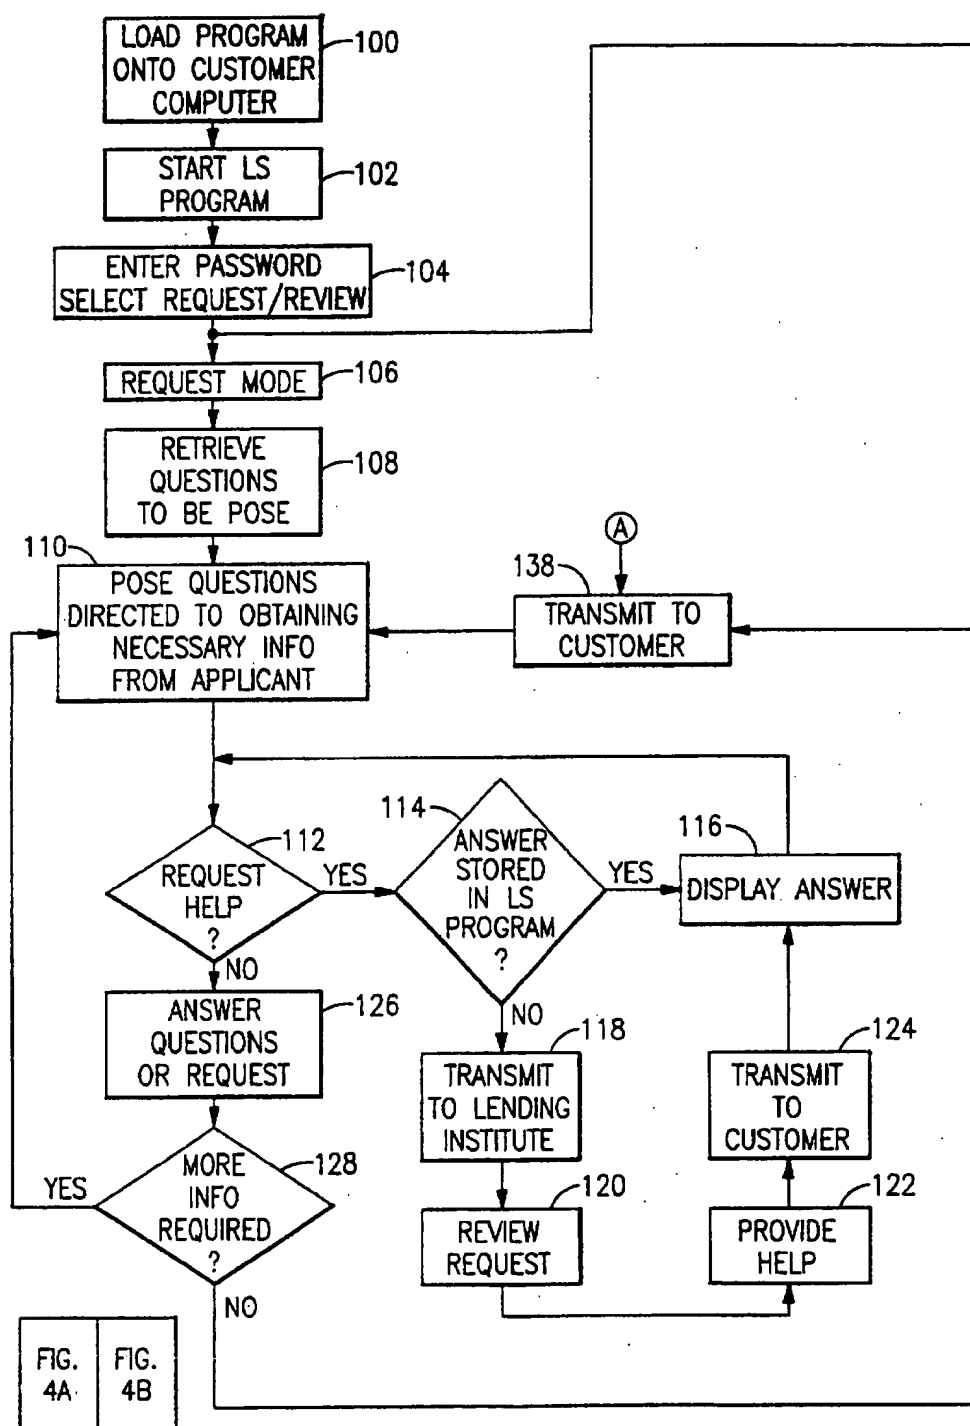 LOAD PROGRAM
ONTO CUSTOMER
COMPUTER
100
START LS
PROGRAM
102
ENTER PASSWORD
SELECT REQUEST/REVIEW
104
REQUEST MODE
106
RETRIEVE
QUESTIONS
TO BE POSE
108
110
POSE QUESTIONS
DIRECTED TO OBTAINING
NECESSARY INFO
FROM APPLICANT
A
138
TRANSMIT TO
CUSTOMER
112
REQUEST
HELP
?
YES
NO
114
ANSWER
STORED
IN LS
PROGRAM
?
YES
NO
116
DISPLAY ANSWER
126
ANSWER
QUESTIONS
OR REQUEST
118
TRANSMIT
TO LENDING
INSTITUTE
124
TRANSMIT
TO
CUSTOMER
128
MORE
INFO
REQUIRED
?
YES
NO
120
REVIEW
REQUEST
122
PROVIDE
HELP
FIG.
4A
FIG.
4B